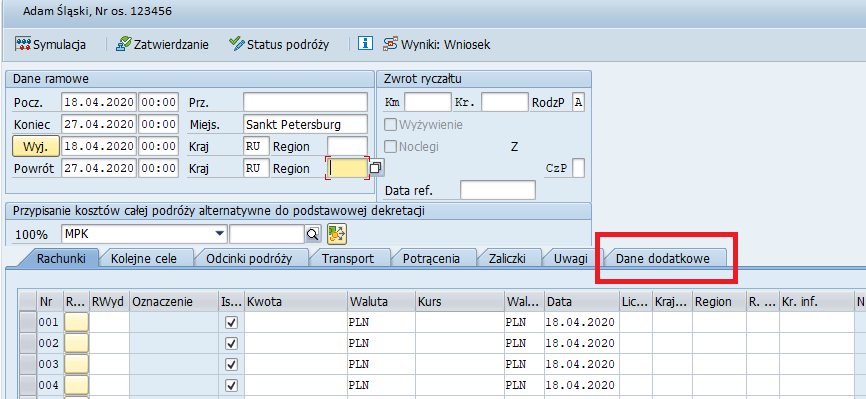 Adam Śląski, Nr os. 123456
Symulacja Zatwierdzanie Status podróży Wyniki: Wniosek
Dane ramowe
Pocz. 18.04.2020 00:00 Prz.
Koniec 27.04.2020 00:00 Miejs. Sankt Petersburg
Wyj. 18.04.2020 00:00 Kraj RU Region
Powrót 27.04.2020 00:00 Kraj RU Region
Zwrot ryczałtu
Km Kr. RodzP A
Wyżywienie
Noclegi Z
CzP
Data ref.
Przypisanie kosztów całej podróży alternatywne do podstawowej dekretacji
100% MPK
Rachunki Kolejne cele Odcinki podróży Transport Potrącenia Zaliczki Uwagi Dane dodatkowe
Nr R... RWyd Oznaczenie Is... Kwota Waluta Kurs Wal... Data Lic... Kraj... Region R. ... Kr. inf. N
001 PLN PLN 18.04.2020
002 PLN PLN 18.04.2020
003 PLN PLN 18.04.2020
004 PLN PLN 18.04.2020